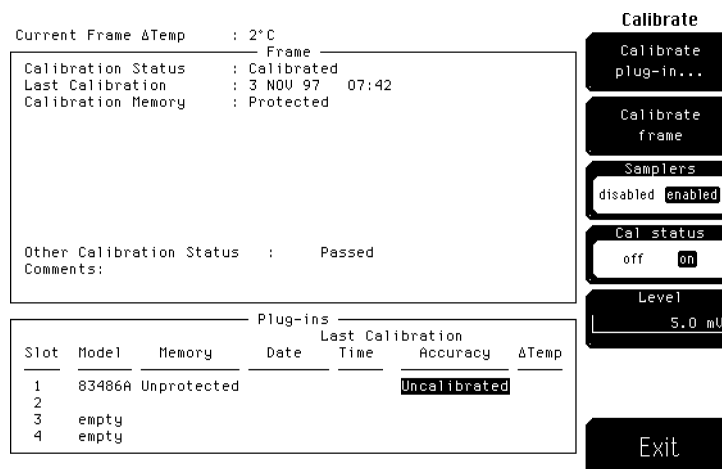 Calibrate
Current Frame ΔTemp : 2°C
Frame
Calibration Status : Calibrated
Last Calibration : 3 NOV 97 07:42
Calibration Memory : Protected
Other Calibration Status : Passed
Comments:
Plug-ins
Last Calibration
Slot Model Memory Date Time Accuracy ΔTemp
1 83486A Unprotected Uncalibrated
2
3 empty
4 empty
Calibrate
plug-in...
Calibrate
frame
Samplers
disabled enabled
Cal status
off on
Level
5.0 mV
Exit